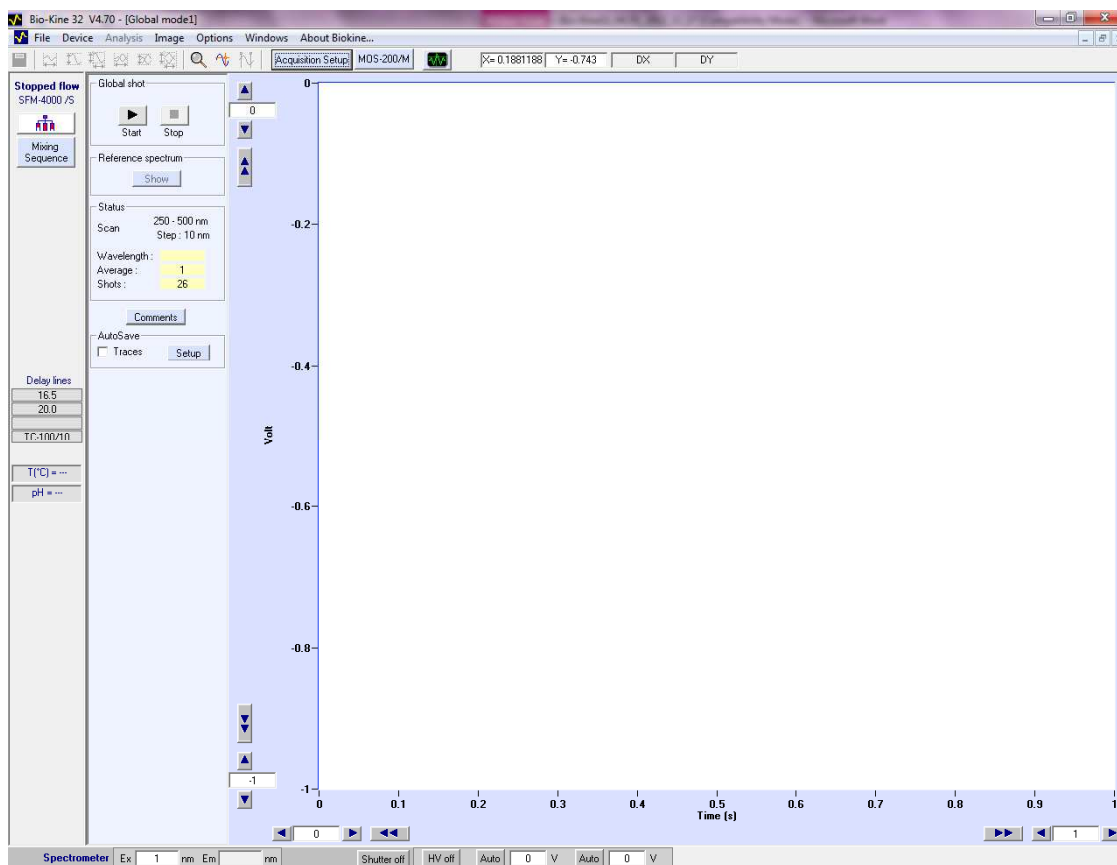 Bio-Kine 32 V4.70 - [Global mode1]
File Device Analysis Image Options Windows About Biokine...
Acquisition Setup MOS-200/M X= 0.1881188 Y= -0.743 DX DY
Stopped flow
SFM-4000 /S
Mixing
Sequence
Delay lines
16.5
20.0
TC-100/10
T(°C) = ---
pH = ---
Global shot
Start Stop
Reference spectrum
Show
Status
Scan 250 - 500 nm
Step : 10 nm
Wavelength :
Average : 1
Shots : 26
Comments
AutoSave
Traces Setup
0
-1
Volt
0
-0.2
-0.4
-0.6
-0.8
-1
0 0.1 0.2 0.3 0.4 0.5 0.6 0.7 0.8 0.9 1
Time (s)
0 1
Spectrometer Ex 1 nm Em nm Shutter off HV off Auto 0 V Auto 0 V